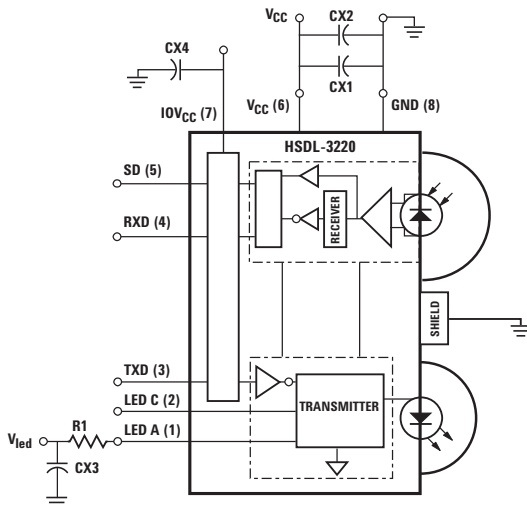 VCC
CX2
CX4
CX1
IOVCC (7)
VCC (6)
GND (8)
HSDL-3220
SD (5)
RXD (4)
RECEIVER
SHIELD
TXD (3)
LED C (2)
TRANSMITTER
LED A (1)
R1
Vled
CX3